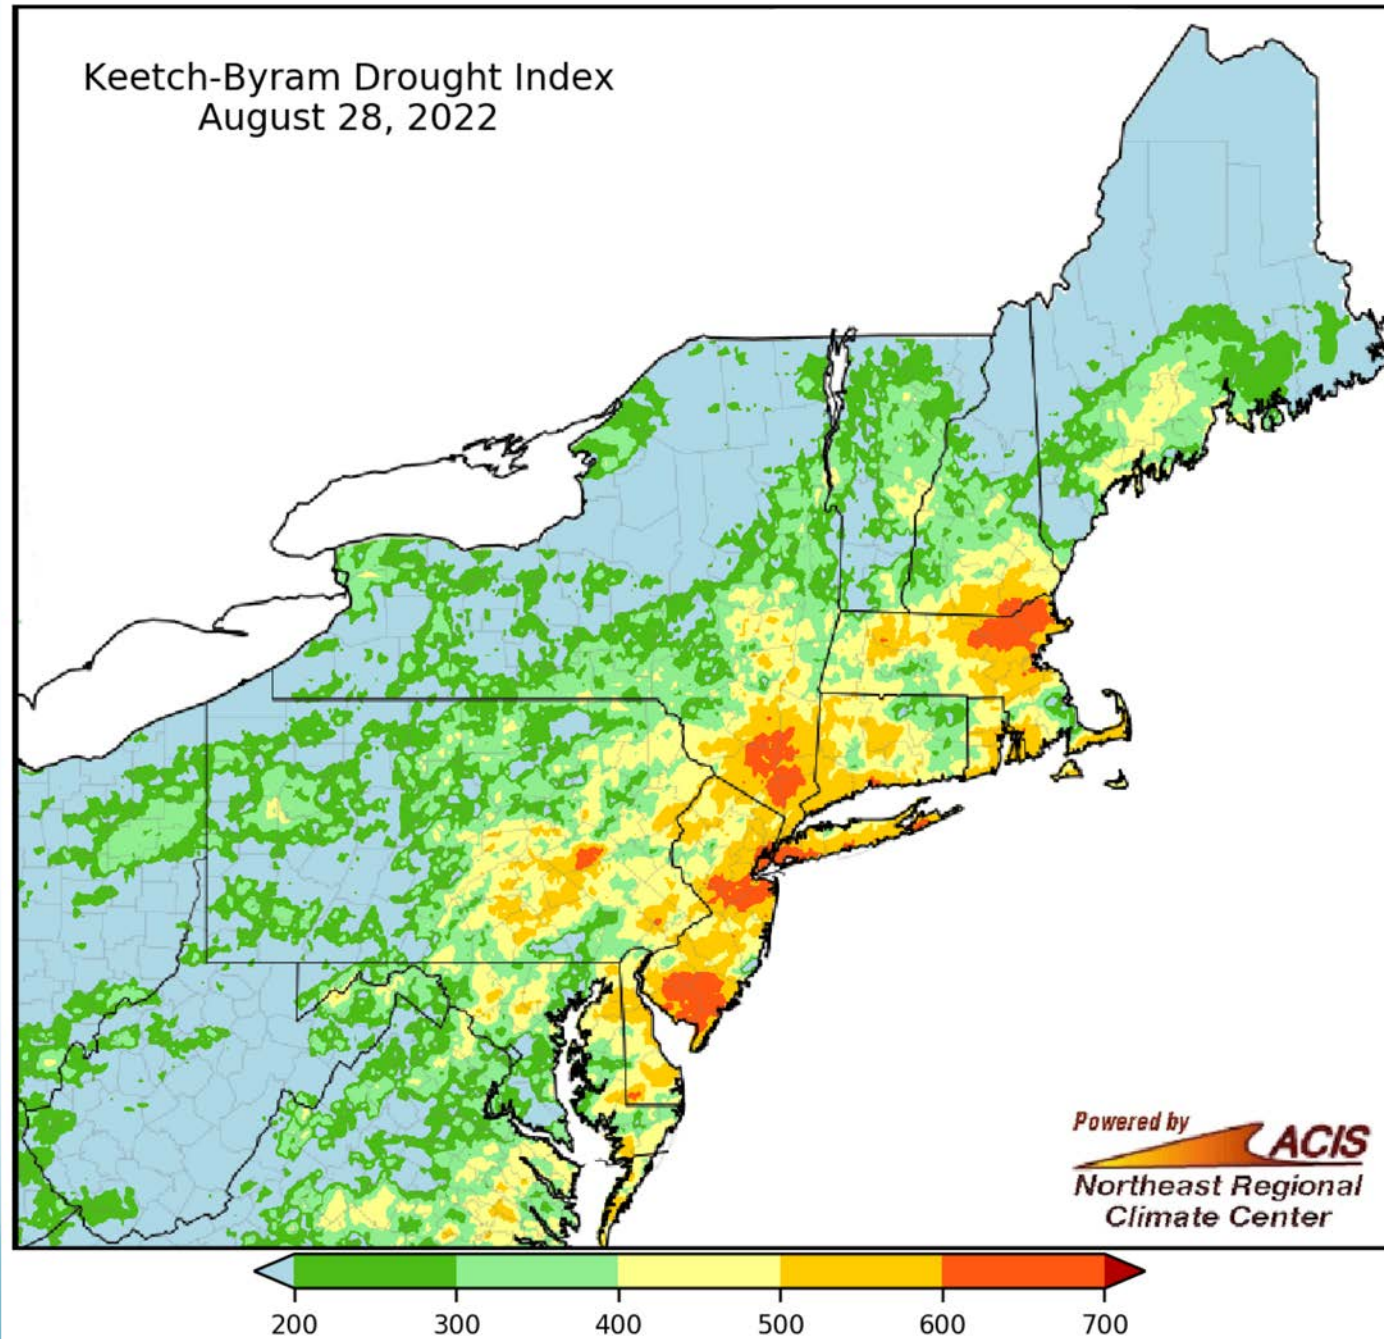 Keetch-Byram Drought Index
August 28, 2022
Powered by
ACIS
Northeast Regional
Climate Center
200 300 400 500 600 700